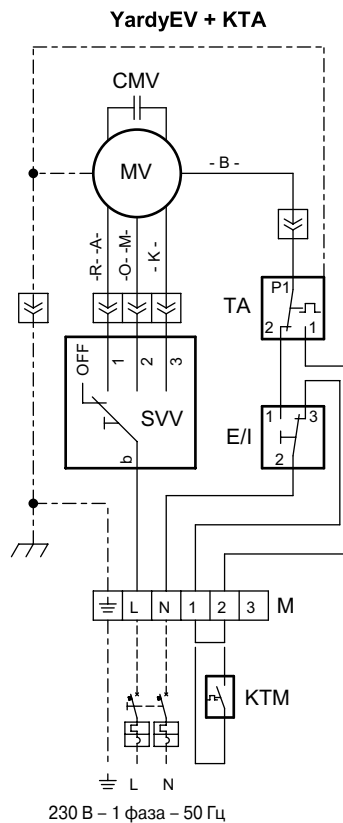 YardyEV + KTA
CMV
MV
- B -
-R- -A-
-O- -M-
- K -
P1
TA
2 1
OFF
1 2 3
SVV
b
1 3
E/I
2
L N 1 2 3 M
KTM
L N
230 В – 1 фаза – 50 Гц